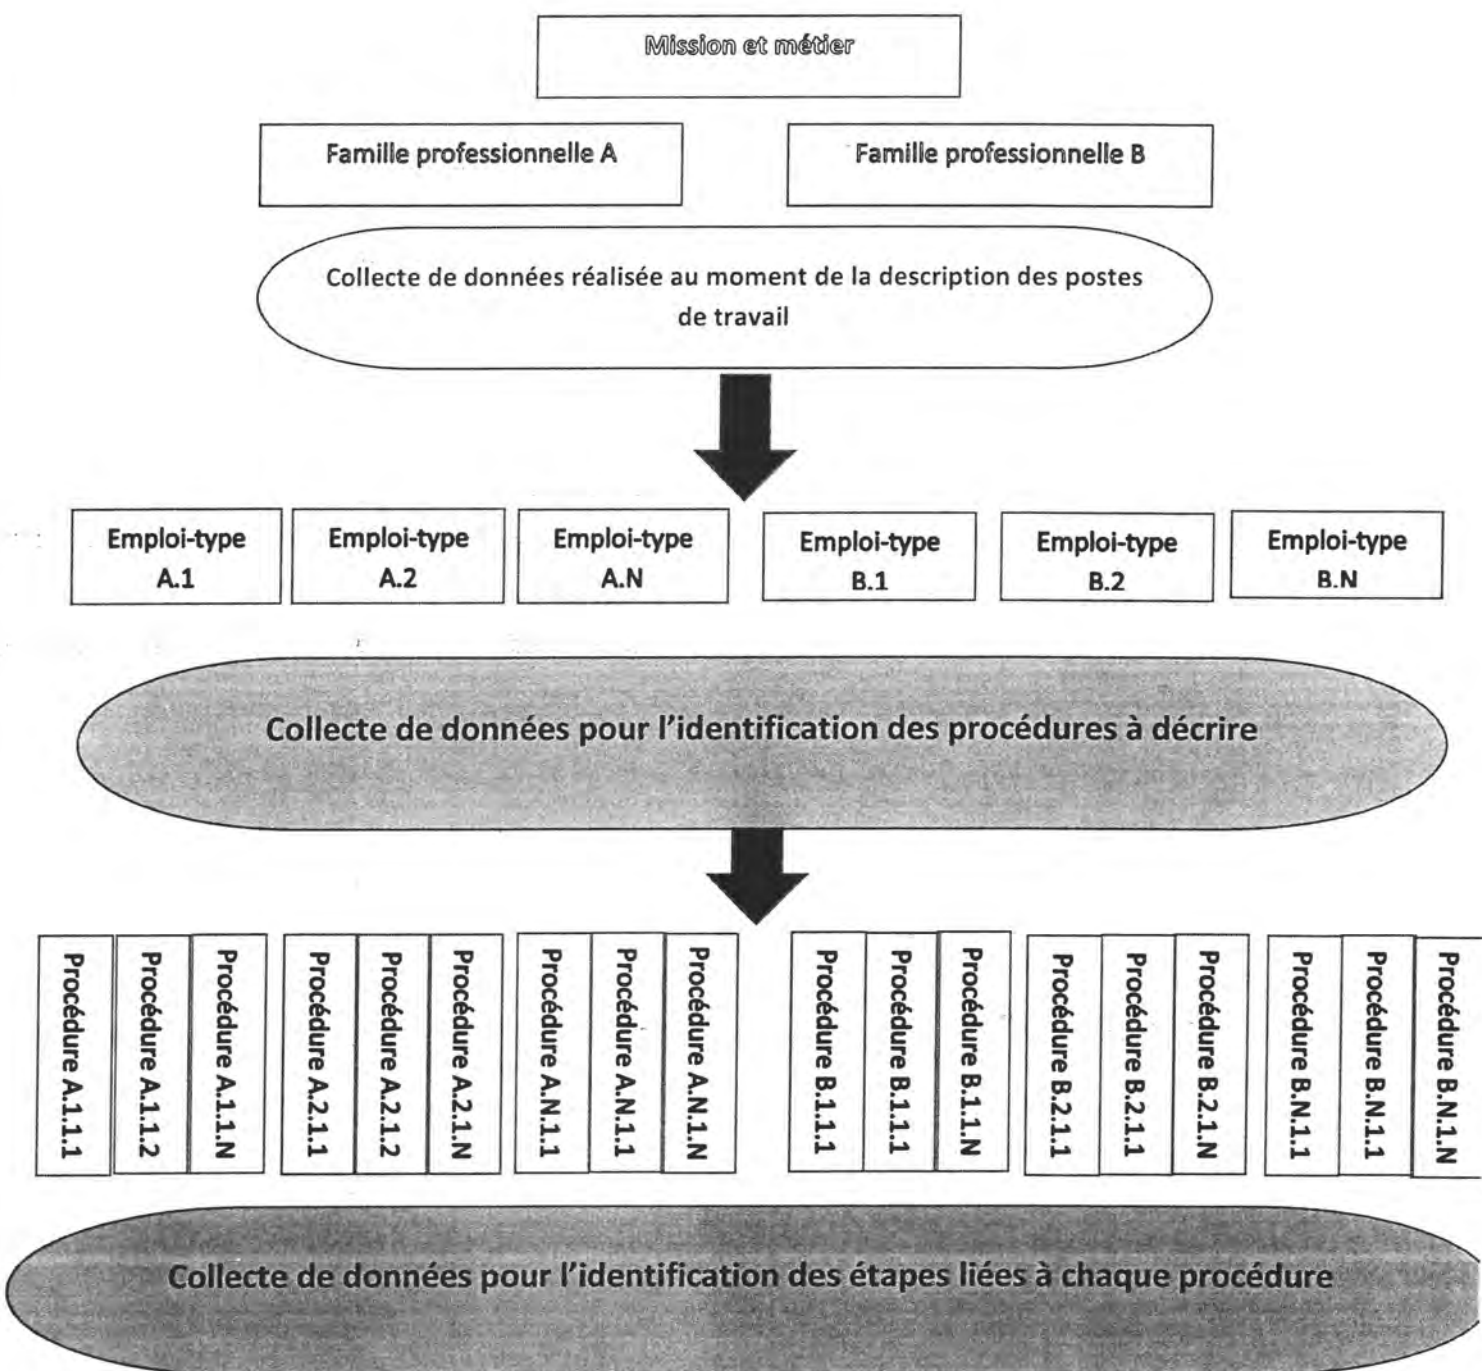 Mission et métier
Famille professionnelle A
Famille professionnelle B
Collecte de données réalisée au moment de la description des postes
de travail
Emploi-type
A.1
Emploi-type
A.2
Emploi-type
A.N
Emploi-type
B.1
Emploi-type
B.2
Emploi-type
B.N
Collecte de données pour l'identification des procédures à décrire
Procédure A.1.1.1
Procédure A.1.1.2
Procédure A.1.1.N
Procédure A.2.1.1
Procédure A.2.1.2
Procédure A.2.1.N
Procédure A.N.1.1
Procédure A.N.1.1
Procédure A.N.1.N
Procédure B.1.1.1
Procédure B.1.1.1
Procédure B.1.1.N
Procédure B.2.1.1
Procédure B.2.1.1
Procédure B.2.1.N
Procédure B.N.1.1
Procédure B.N.1.1
Procédure B.N.1.N
Collecte de données pour l'identification des étapes liées à chaque procédure